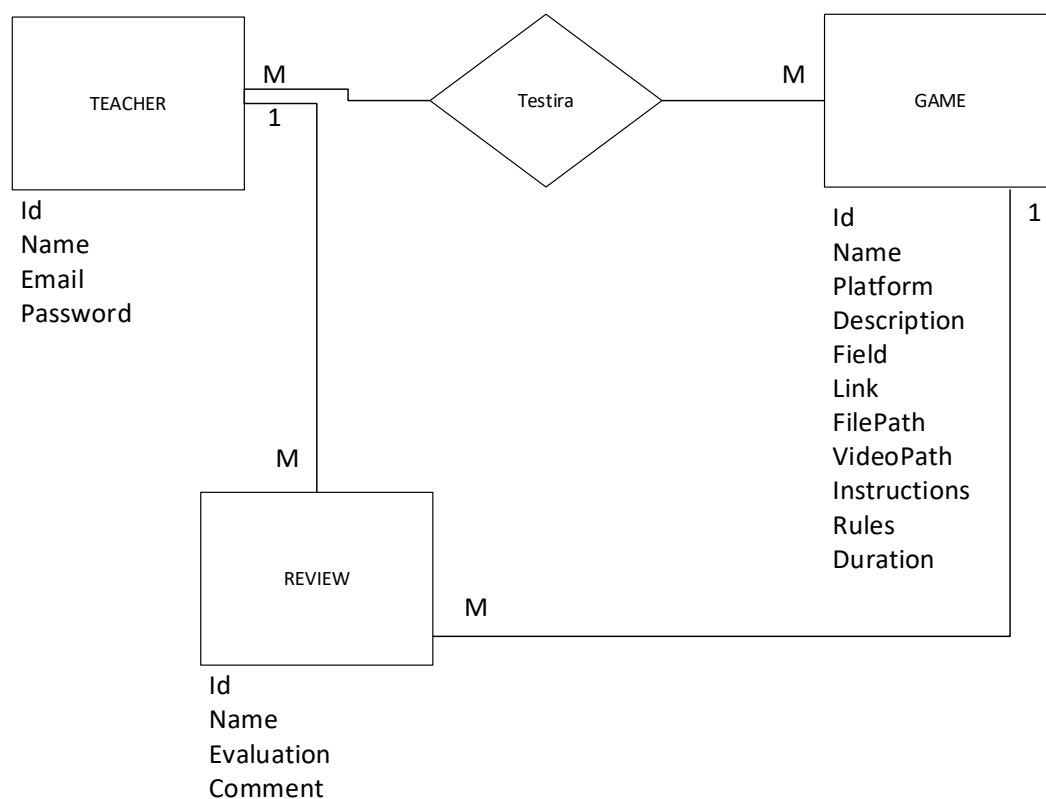 TEACHER
M
1
Testira
M
GAME
1
Id
Name
Email
Password
Id
Name
Platform
Description
Field
Link
FilePath
VideoPath
Instructions
Rules
Duration
M
REVIEW
M
Id
Name
Evaluation
Comment